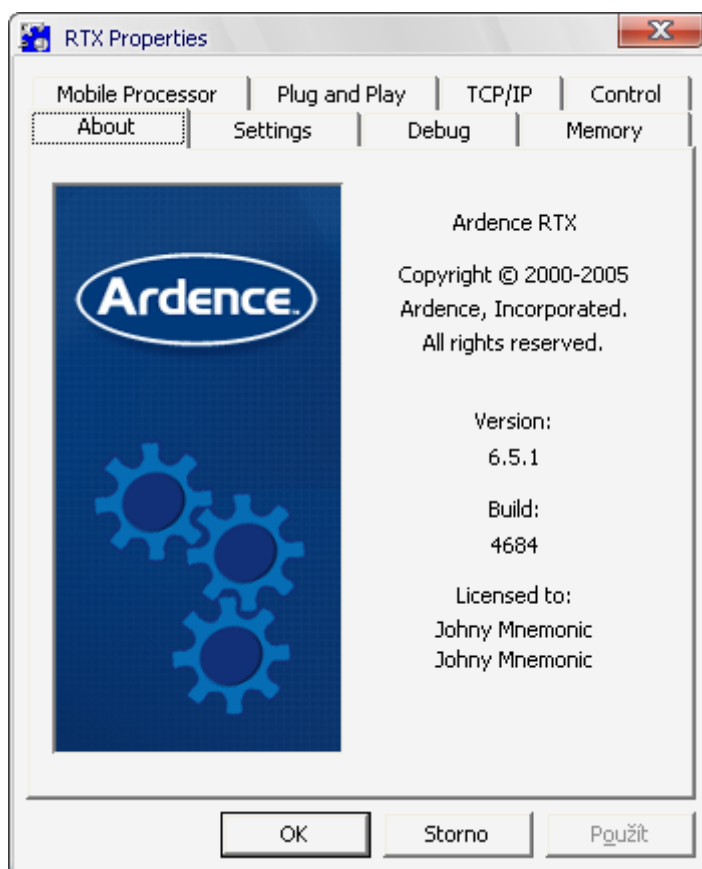 RTX Properties
Mobile Processor
Plug and Play
TCP/IP
Control
About
Settings
Debug
Memory
Ardence™
Ardence RTX
Copyright © 2000-2005
Ardence, Incorporated.
All rights reserved.
Version:
6.5.1
Build:
4684
Licensed to:
Johny Mnemonic
Johny Mnemonic
OK
Storno
Použít